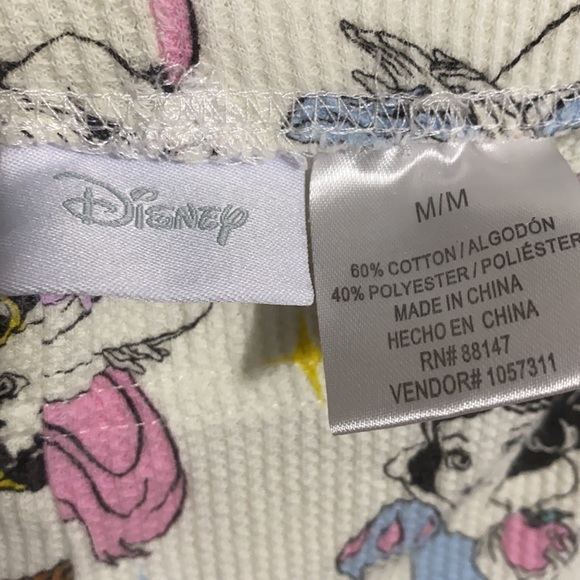 Disney
M/M
60% COTTON / ALGODÓN
40% POLYESTER / POLIÉSTER
MADE IN CHINA
HECHO EN CHINA
RN# 88147
VENDOR# 1057311